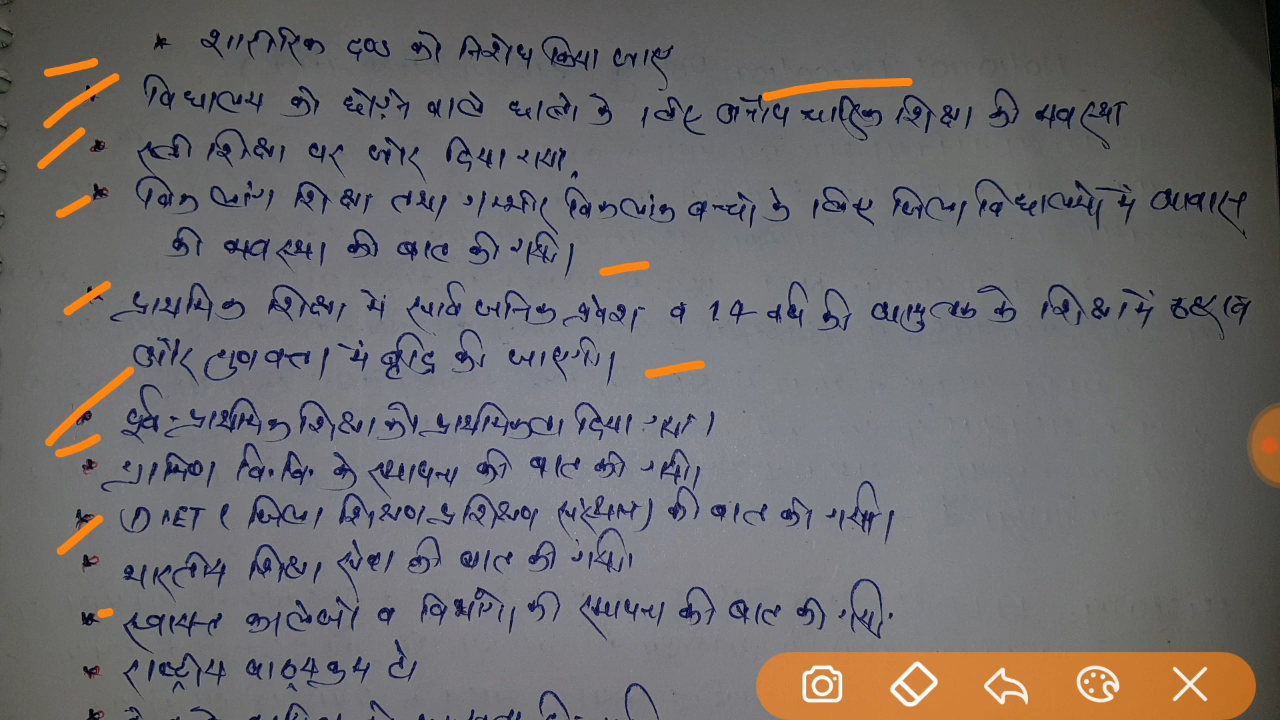 * शारीरिक दण्ड को निषेध किया जाए
* विद्यालय को छोड़ने वाले छात्रो के लिए अनौपचारिक शिक्षा की व्यवस्था
* स्त्री शिक्षा पर जोर दिया गया,
* विकलांग शिक्षा तथा गम्भीर विकलांक बच्चो के लिए जिला विद्यालयों में आवास
की व्यवस्था की बात की गयी।
* प्राथमिक शिक्षा में सार्वजनिक प्रवेश व 14 वर्ष की आयु तक के शिक्षा में ठहराव
और गुणवत्ता में वृद्धि की जाएगी।
* पूर्व-प्राथमिक शिक्षा को प्राथमिकता दिया गया।
* ग्रामिण वि.वि. के स्थापना की बात की गयी।
* DIET (जिला शिक्षण प्रशिक्षण संस्थान) की बात की गयी।
* भारतीय शिक्षा सेवा की बात की गयी।
* स्वायत्त कालेजों व विभागों की स्थापना की बात की गयी।
* राष्ट्रीय पाठ्यक्रम हो।